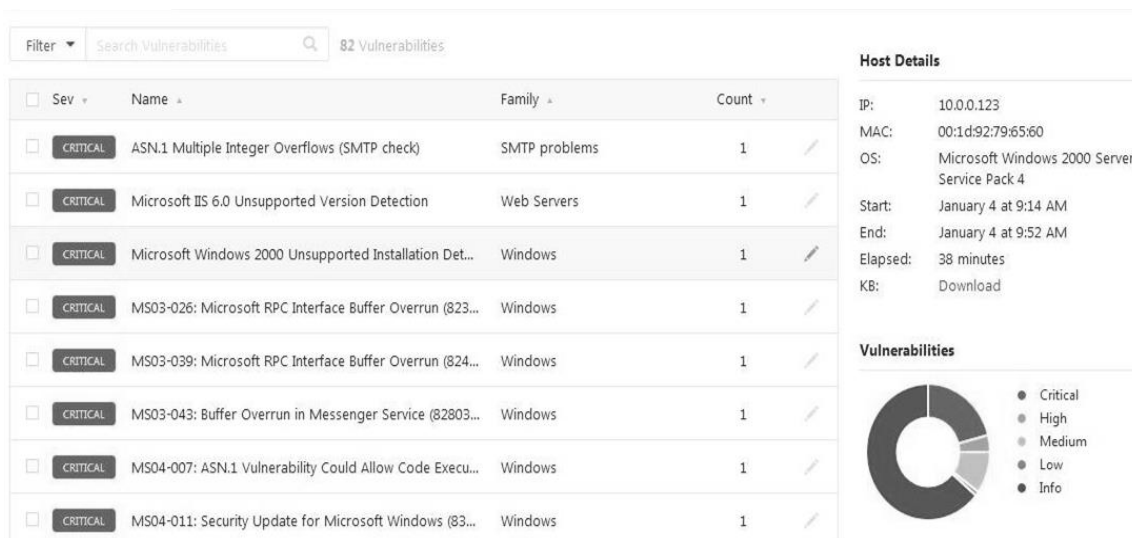 Filter
Search Vulnerabilities
82 Vulnerabilities
Sev Name Family Count
CRITICAL ASN.1 Multiple Integer Overflows (SMTP check) SMTP problems 1
CRITICAL Microsoft IIS 6.0 Unsupported Version Detection Web Servers 1
CRITICAL Microsoft Windows 2000 Unsupported Installation Det... Windows 1
CRITICAL MS03-026: Microsoft RPC Interface Buffer Overrun (823... Windows 1
CRITICAL MS03-039: Microsoft RPC Interface Buffer Overrun (824... Windows 1
CRITICAL MS03-043: Buffer Overrun in Messenger Service (82803... Windows 1
CRITICAL MS04-007: ASN.1 Vulnerability Could Allow Code Execu... Windows 1
CRITICAL MS04-011: Security Update for Microsoft Windows (83... Windows 1
Host Details
IP: 10.0.0.123
MAC: 00:1d:92:79:65:60
OS: Microsoft Windows 2000 Server
Service Pack 4
Start: January 4 at 9:14 AM
End: January 4 at 9:52 AM
Elapsed: 38 minutes
KB: Download
Vulnerabilities
Critical
High
Medium
Low
Info